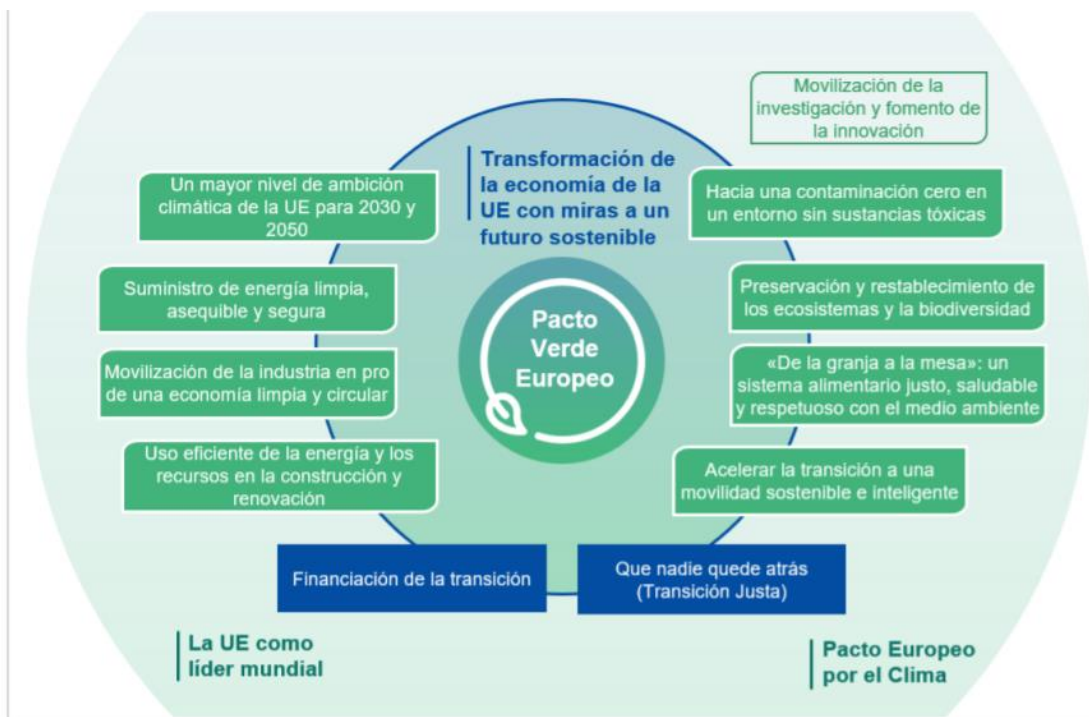 Movilización de la
investigación y fomento de
la innovación
Transformación de
la economía de la
UE con miras a un
futuro sostenible
Un mayor nivel de ambición
climática de la UE para 2030 y
2050
Hacia una contaminación cero en
un entorno sin sustancias tóxicas
Suministro de energía limpia,
asequible y segura
Preservación y restablecimiento de
los ecosistemas y la biodiversidad
Pacto
Verde
Europeo
Movilización de la industria en pro
de una economía limpia y circular
«De la granja a la mesa»: un
sistema alimentario justo, saludable
y respetuoso con el medio ambiente
Uso eficiente de la energía y los
recursos en la construcción y
renovación
Acelerar la transición a una
movilidad sostenible e inteligente
Financiación de la transición
Que nadie quede atrás
(Transición Justa)
La UE como
líder mundial
Pacto Europeo
por el Clima